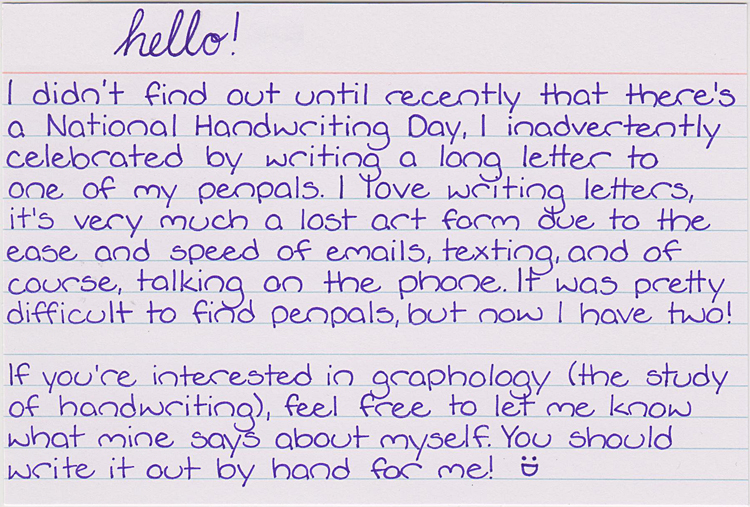 hello!
I didn't find out until recently that there's
a National Handwriting Day, I inadvertently
celebrated by writing a long letter to
one of my penpals. I love writing letters,
it's very much a lost art form due to the
ease and speed of emails, texting, and of
course, talking on the phone. It was pretty
difficult to find penpals, but now I have two!
If you're interested in graphology (the study
of handwriting), feel free to let me know
what mine says about myself. You should
write it out by hand for me! :D